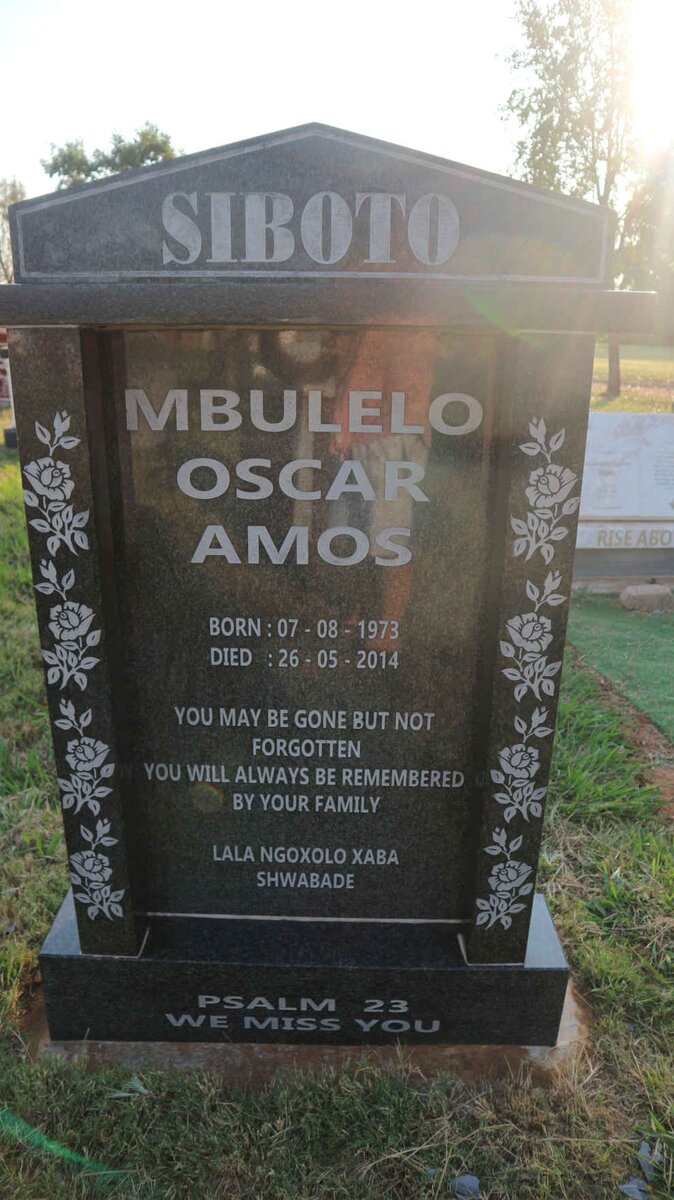 SIBOTO
MBULELO
OSCAR
AMOS
BORN : 07 - 08 - 1973
DIED : 26 - 05 - 2014
YOU MAY BE GONE BUT NOT
FORGOTTEN
YOU WILL ALWAYS BE REMEMBERED
BY YOUR FAMILY
LALA NGOXOLO XABA
SHWABADE
PSALM 23
WE MISS YOU
RISE ABO